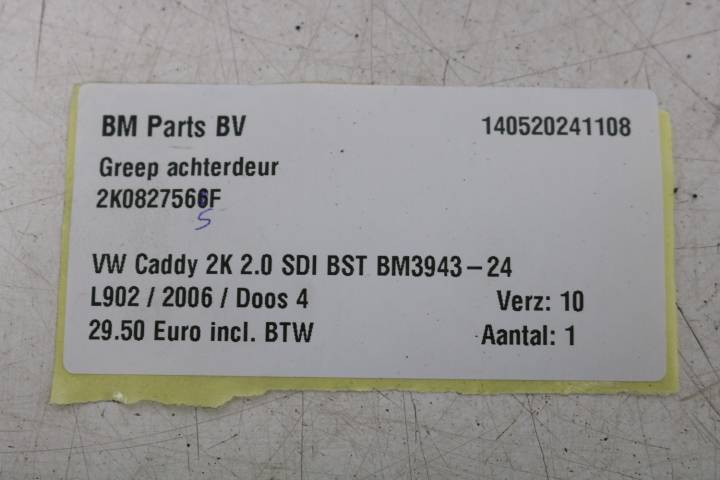 BM Parts BV 140520241108
Greep achterdeur
2K0827566F
5
VW Caddy 2K 2.0 SDI BST BM3943-24
L902 / 2006 / Doos 4 Verz: 10
29.50 Euro incl. BTW Aantal: 1